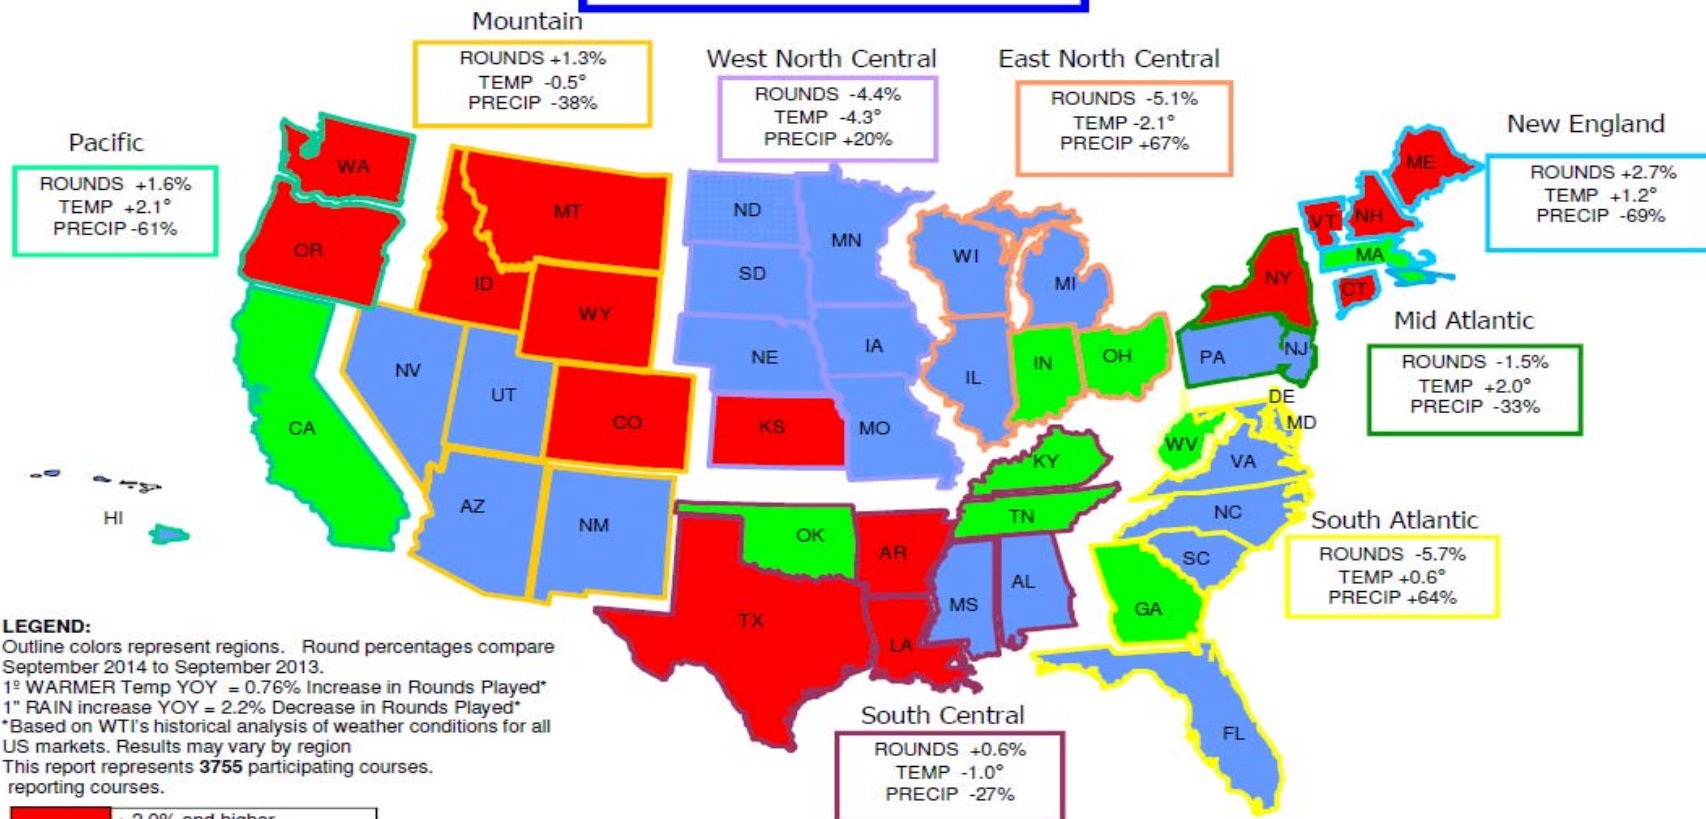 Mountain
ROUNDS +1.3%
TEMP -0.5°
PRECIP -38%
West North Central
ROUNDS -4.4%
TEMP -4.3°
PRECIP +20%
East North Central
ROUNDS -5.1%
TEMP -2.1°
PRECIP +67%
New England
ROUNDS +2.7%
TEMP +1.2°
PRECIP -69%
Pacific
ROUNDS +1.6%
TEMP +2.1°
PRECIP -61%
Mid Atlantic
ROUNDS -1.5%
TEMP +2.0°
PRECIP -33%
South Atlantic
ROUNDS -5.7%
TEMP +0.6°
PRECIP +64%
South Central
ROUNDS +0.6%
TEMP -1.0°
PRECIP -27%
WA
OR
CA
HI
MT
ID
WY
NV
UT
CO
AZ
NM
ND
SD
NE
KS
MN
IA
MO
WI
MI
IL
IN
OH
KY
TN
OK
AR
TX
LA
MS
AL
ME
VT
NH
MA
CT
NY
PA
NJ
DE
MD
WV
VA
NC
SC
GA
FL
LEGEND:
Outline colors represent regions. Round percentages compare
September 2014 to September 2013.
1º WARMER Temp YOY = 0.76% Increase in Rounds Played*
1" RAIN increase YOY = 2.2% Decrease in Rounds Played*
*Based on WTI's historical analysis of weather conditions for all
US markets. Results may vary by region
This report represents 3755 participating courses.
reporting courses.
2.0% and higher